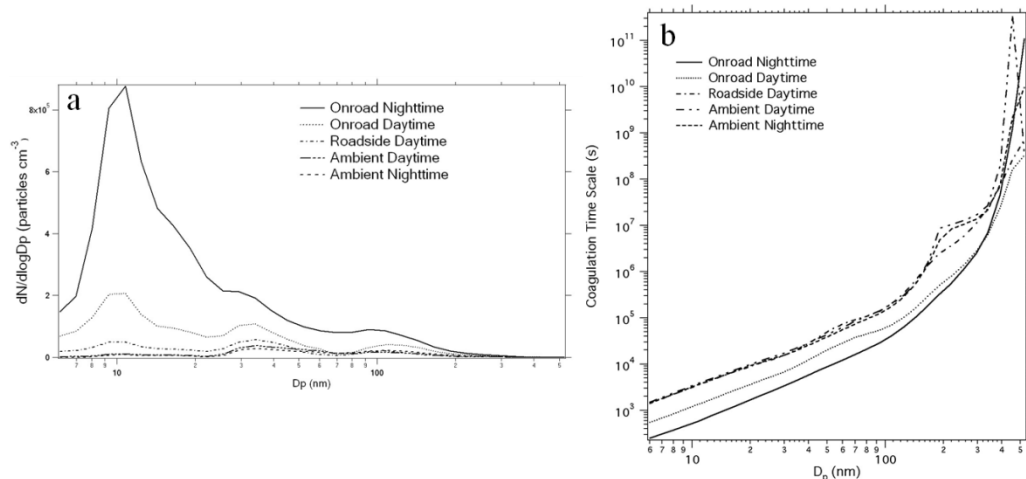 a
Onroad Nighttime
Onroad Daytime
Roadside Daytime
Ambient Daytime
Ambient Nighttime
dN/dlogDp (particles cm⁻³)
8x10⁵
6
4
2
0
7 8 9 10 2 3 4 5 6 7 8 9 100 2 3 4 5
Dp (nm)
b
Onroad Nighttime
Onroad Daytime
Roadside Daytime
Ambient Daytime
Ambient Nighttime
Coagulation Time Scale (s)
10¹¹
10¹⁰
10⁹
10⁸
10⁷
10⁶
10⁵
10⁴
10³
6 7 8 9 10 2 3 4 5 6 7 8 9 100 2 3 4 5
Dₚ (nm)